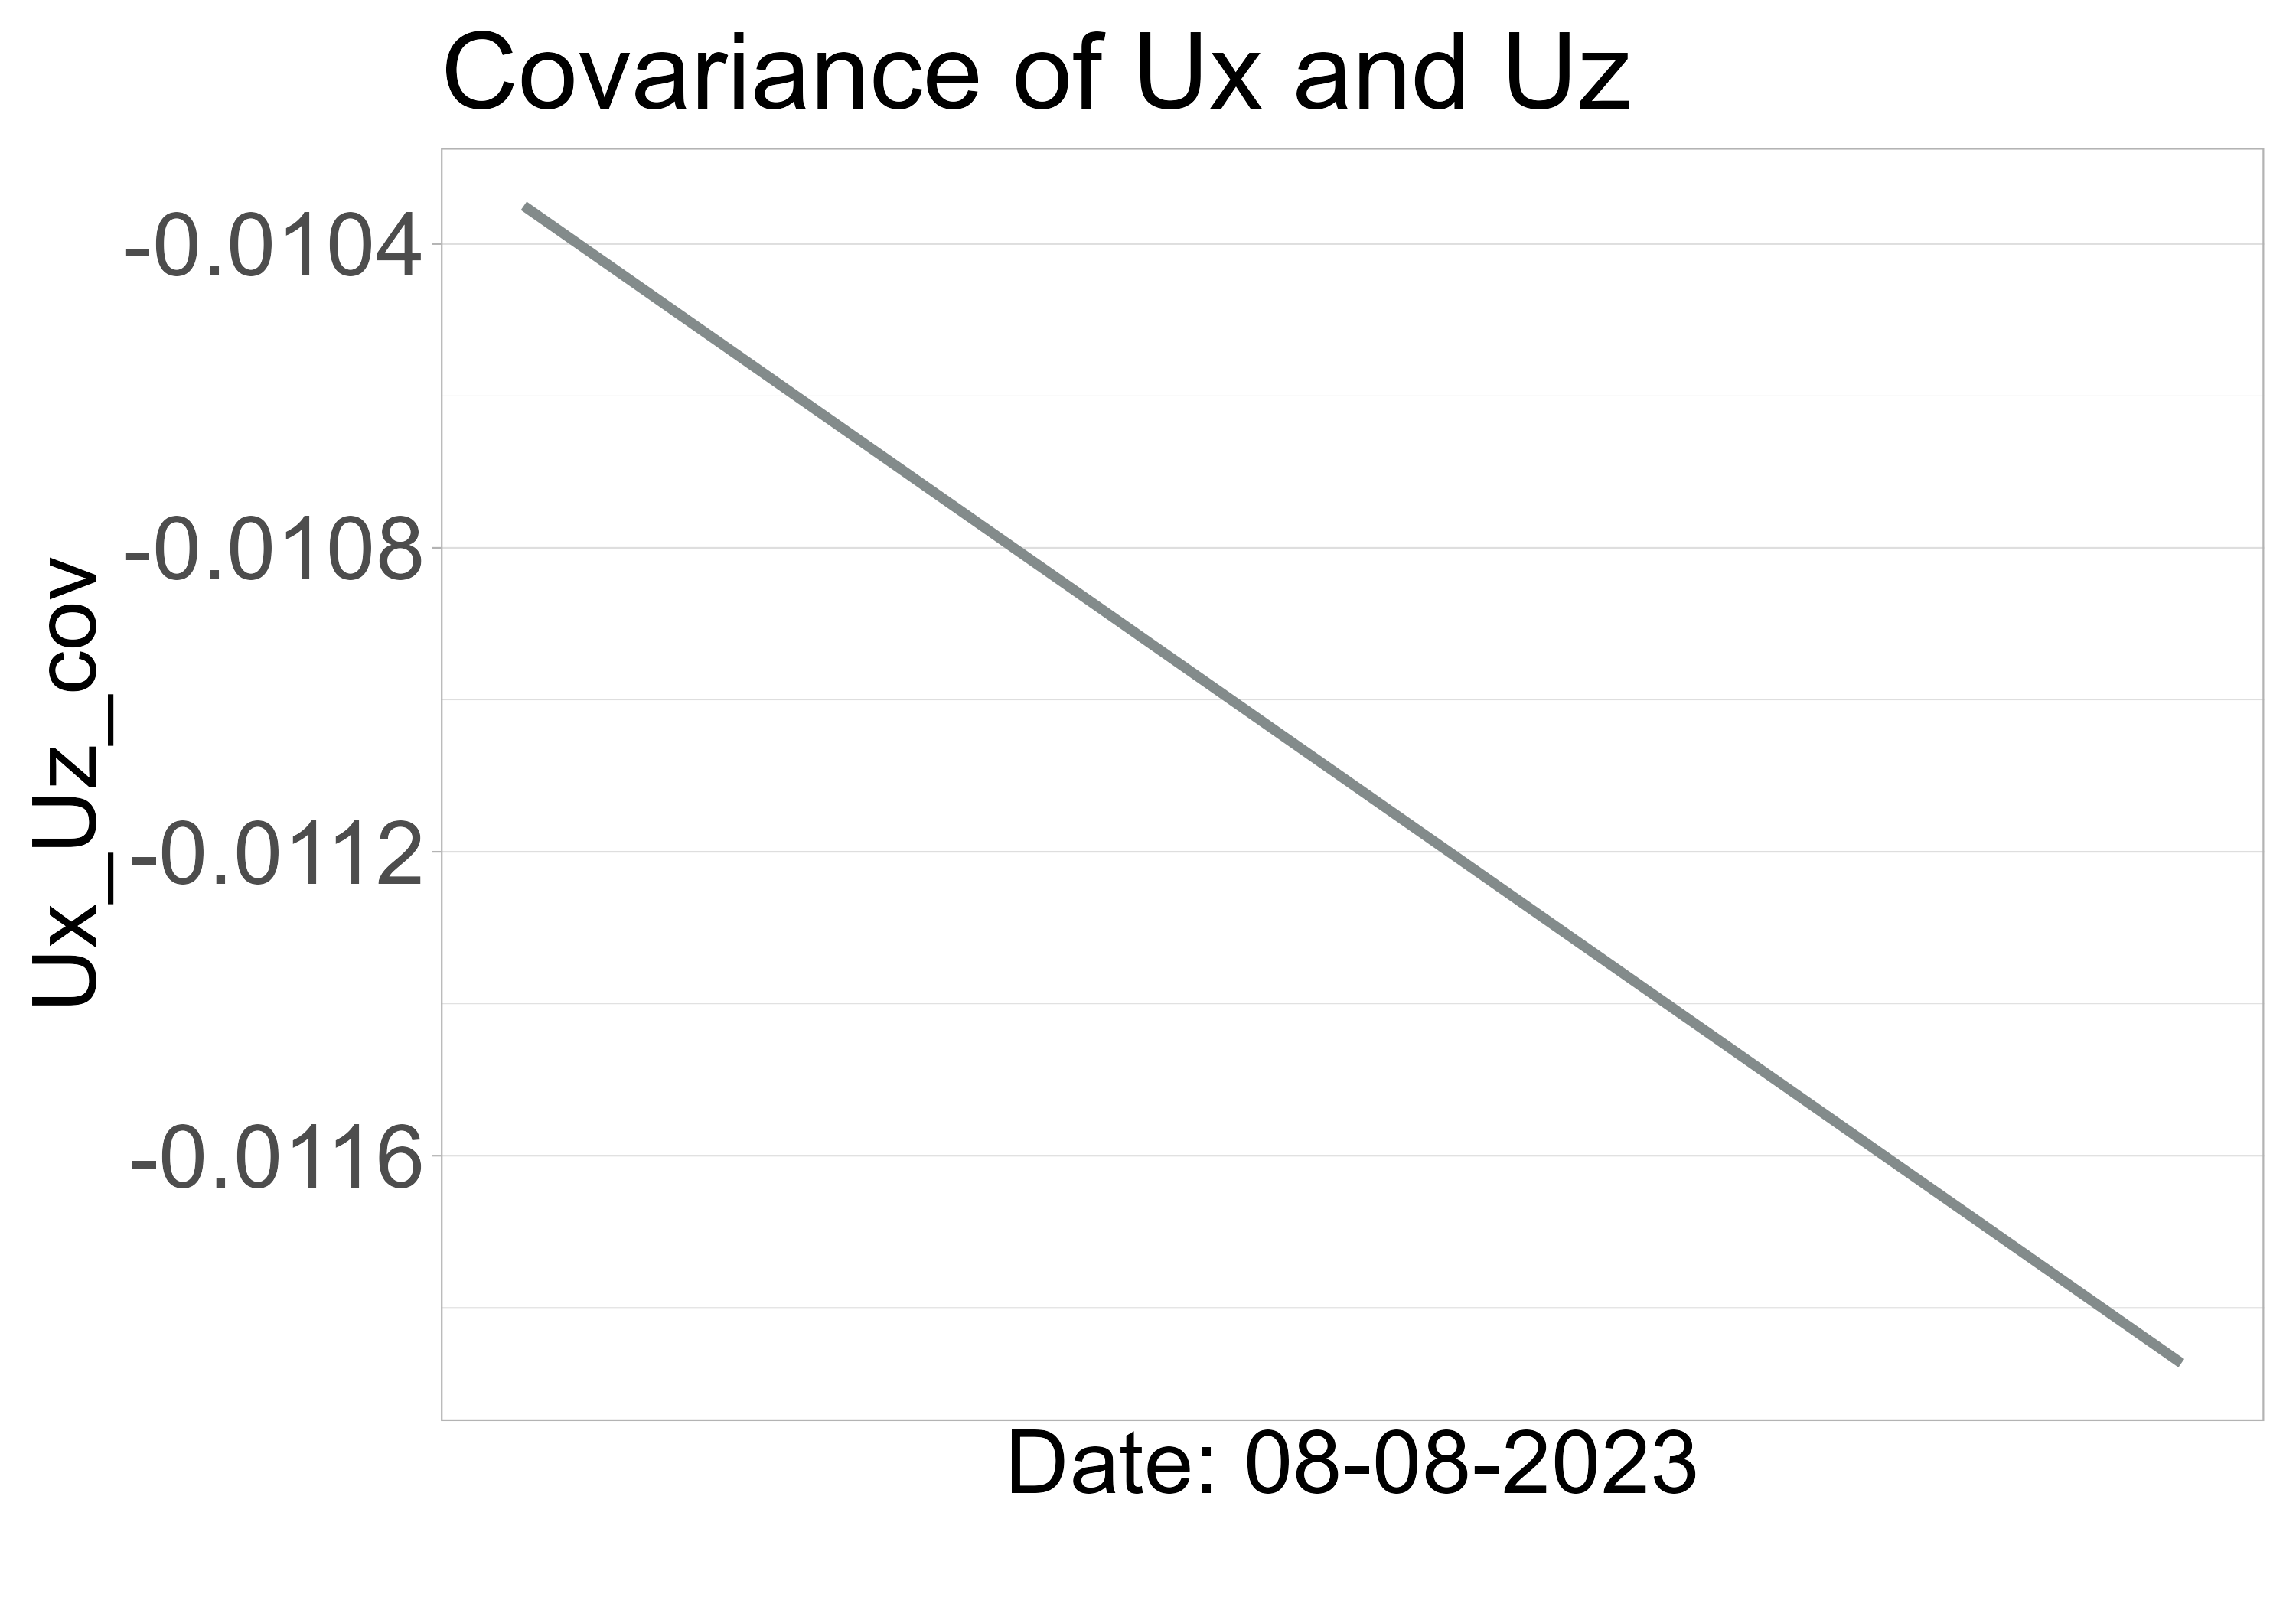 Covariance of Ux and Uz
Ux_Uz_cov
-0.0104
-0.0108
-0.0112
-0.0116
Date: 08-08-2023